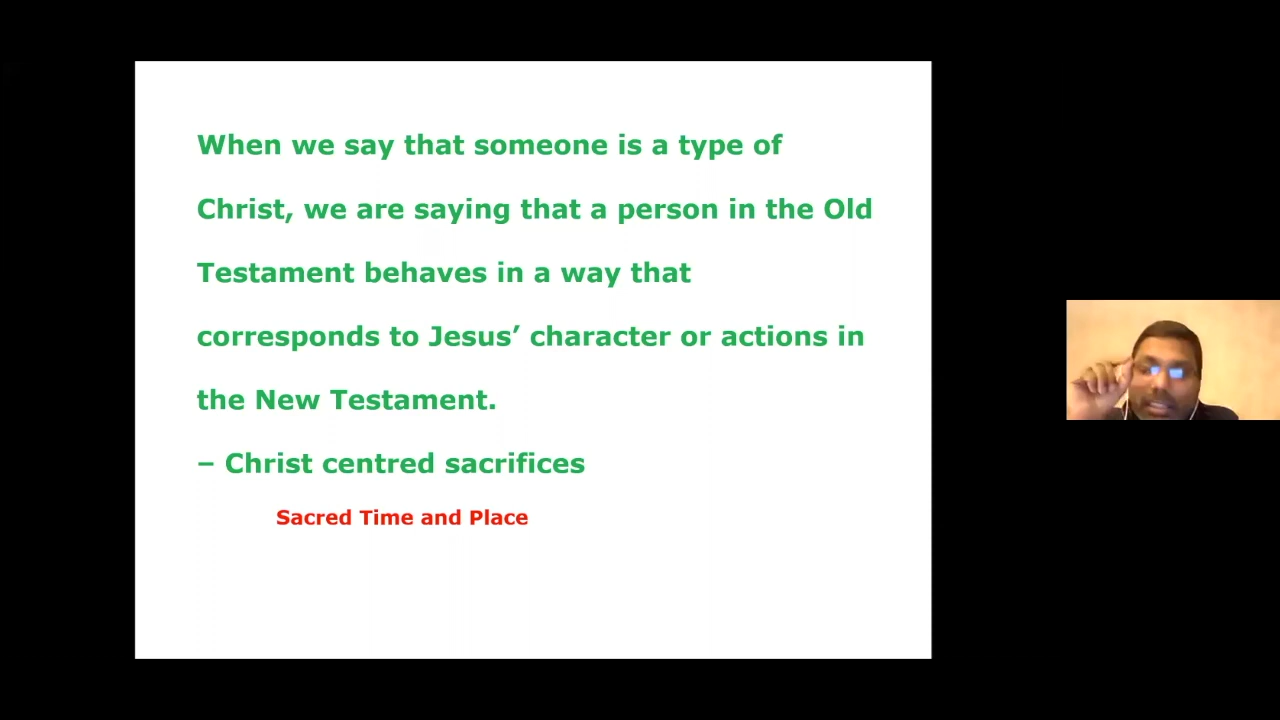 When we say that someone is a type of
Christ, we are saying that a person in the Old
Testament behaves in a way that
corresponds to Jesus’ character or actions in
the New Testament.
– Christ centred sacrifices
Sacred Time and Place